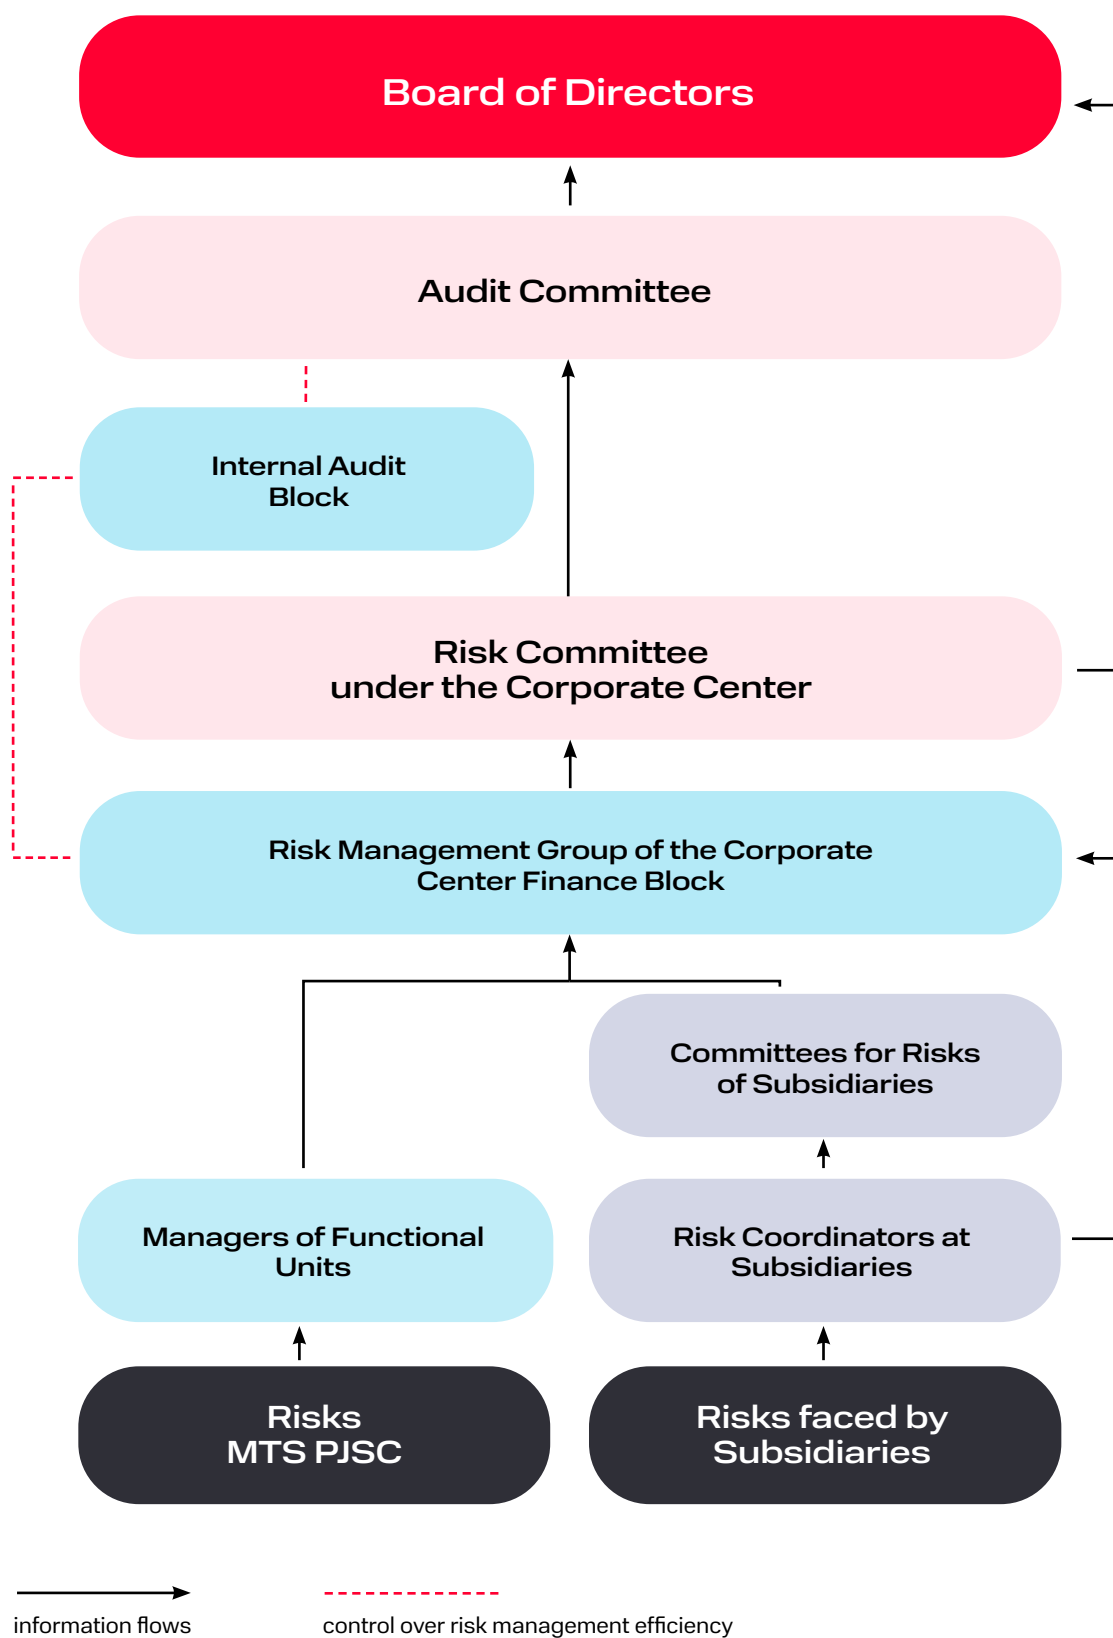 Board of Directors
Audit Committee
Internal Audit
Block
Risk Committee
under the Corporate Center
Risk Management Group of the Corporate
Center Finance Block
Committees for Risks
of Subsidiaries
Managers of Functional
Units
Risk Coordinators at
Subsidiaries
Risks
MTS PJSC
Risks faced by
Subsidiaries
information flows
control over risk management efficiency